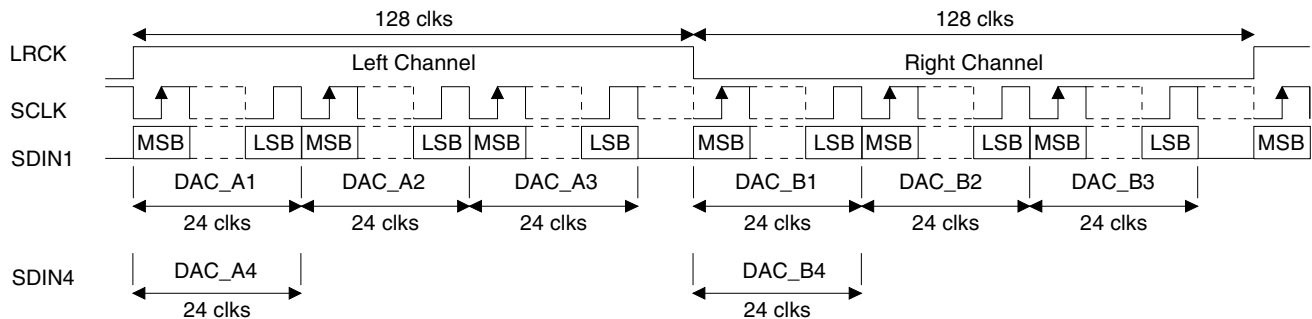 128 clks 128 clks
LRCK Left Channel Right Channel
SCLK
SDIN1 MSB LSB MSB LSB MSB LSB MSB LSB MSB LSB MSB LSB MSB
DAC_A1 DAC_A2 DAC_A3 DAC_B1 DAC_B2 DAC_B3
24 clks 24 clks 24 clks 24 clks 24 clks 24 clks
SDIN4 DAC_A4 DAC_B4
24 clks 24 clks